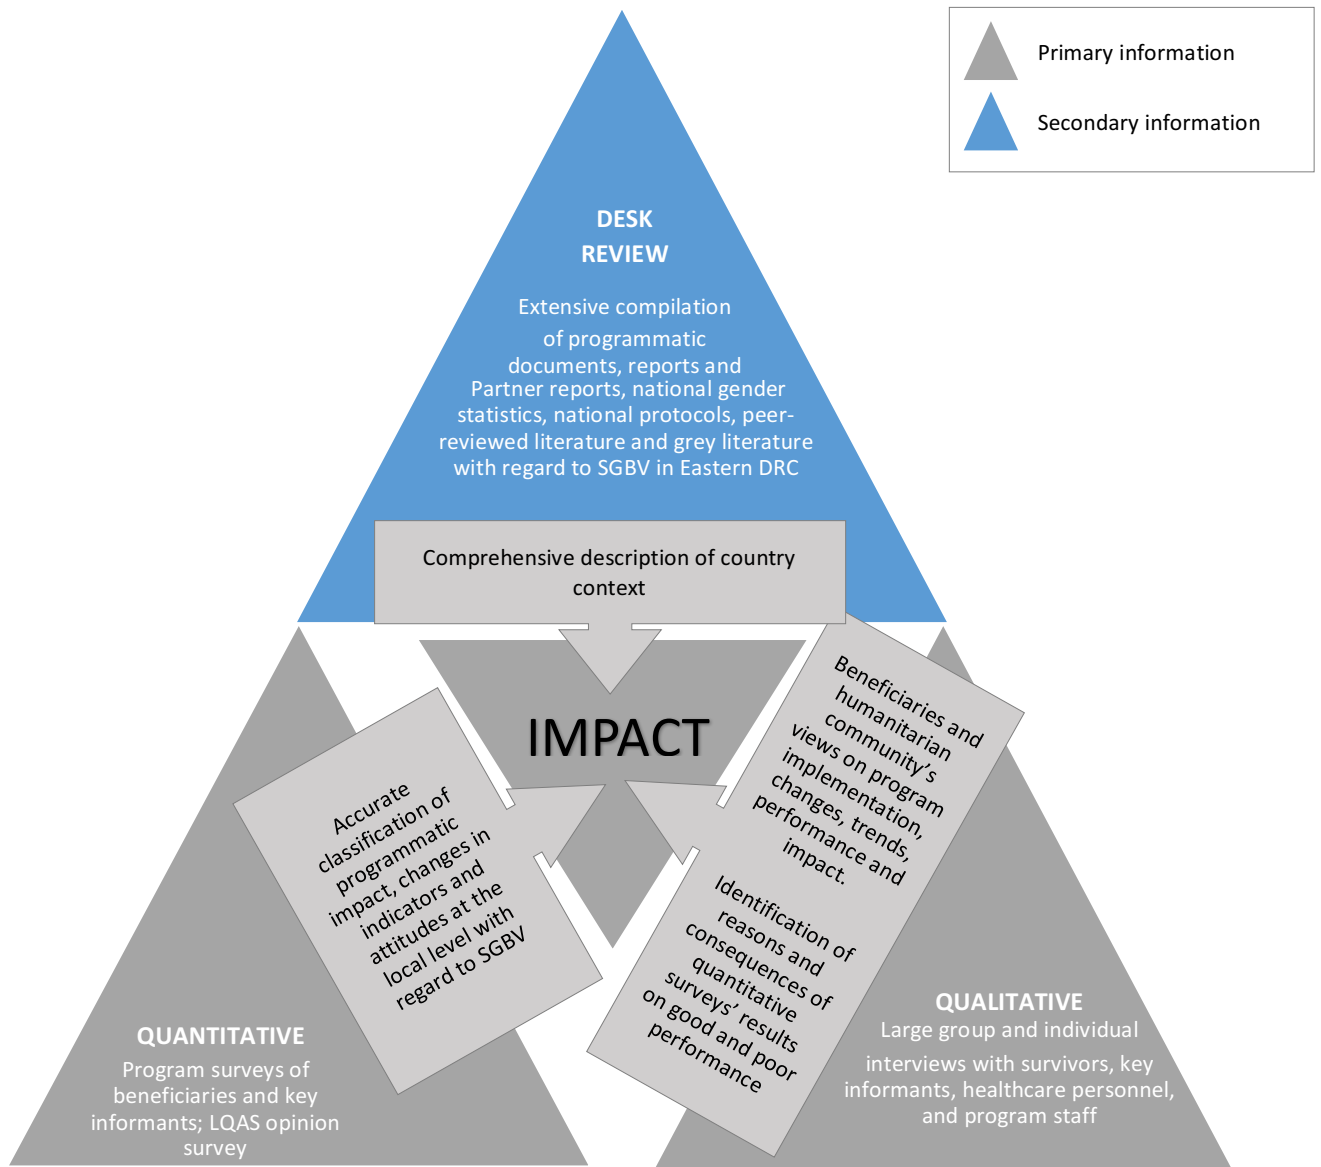 Primary information
Secondary information
DESK
REVIEW
Extensive compilation
of programmatic
documents, reports and
Partner reports, national gender
statistics, national protocols, peer-
reviewed literature and grey literature
with regard to SGBV in Eastern DRC
Comprehensive description of country
context
IMPACT
Accurate
classification of
programmatic
impact, changes in
indicators and
attitudes at the
local level with
regard to SGBV
Beneficiaries and
humanitarian
community’s
views on program
implementation,
changes, trends,
performance and
impact.
Identification of
reasons and
consequences of
quantitative
surveys’ results
on good and poor
performance
QUANTITATIVE
Program surveys of
beneficiaries and key
informants; LQAS opinion
survey
QUALITATIVE
Large group and individual
interviews with survivors, key
informants, healthcare personnel,
and program staff